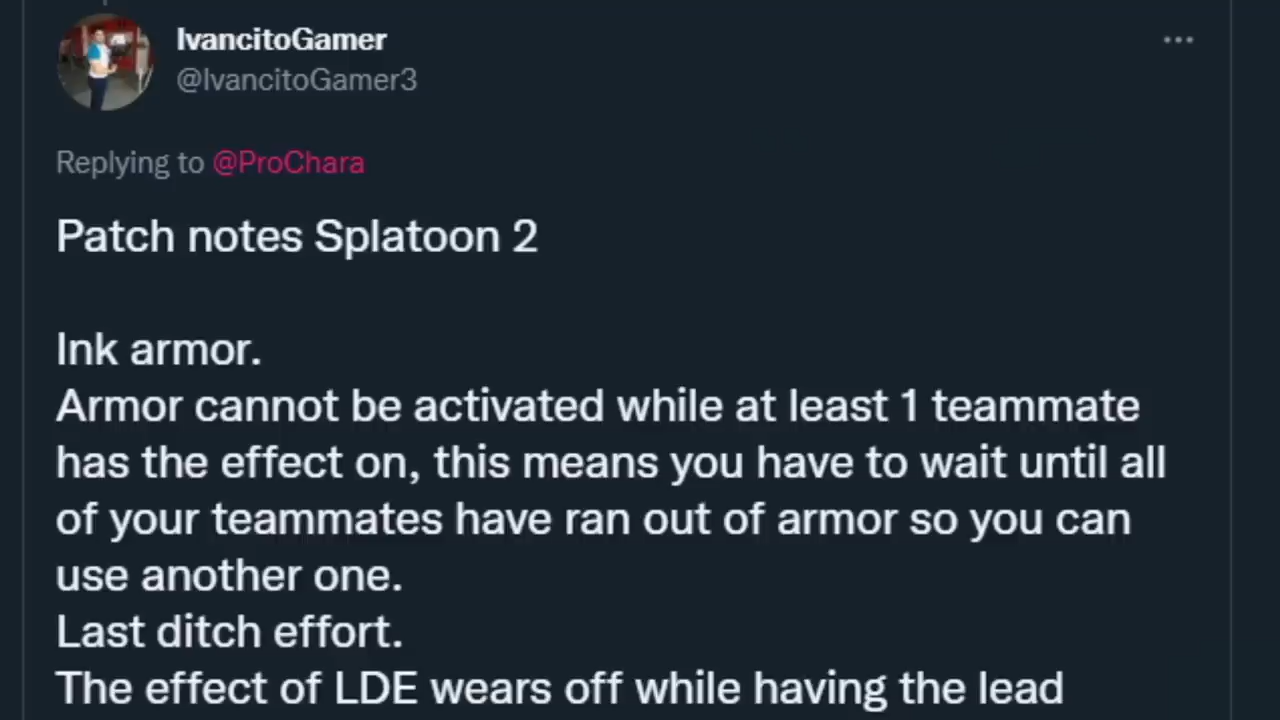 IvancitoGamer
@IvancitoGamer3
Replying to @ProChara
Patch notes Splatoon 2
Ink armor.
Armor cannot be activated while at least 1 teammate
has the effect on, this means you have to wait until all
of your teammates have ran out of armor so you can
use another one.
Last ditch effort.
The effect of LDE wears off while having the lead